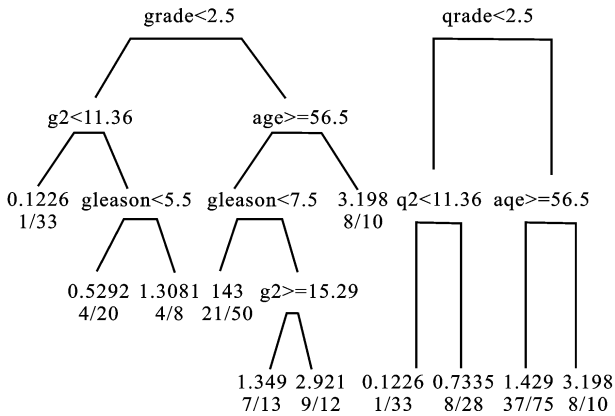 grade<2.5
qrade<2.5
g2<11.36
age>=56.5
0.1226
1/33
gleason<5.5
gleason<7.5
3.198
8/10
q2<11.36
aqe>=56.5
0.5292
4/20
1.3081
4/8
143
21/50
g2>=15.29
1.349
7/13
2.921
9/12
0.1226
1/33
0.7335
8/28
1.429
37/75
3.198
8/10